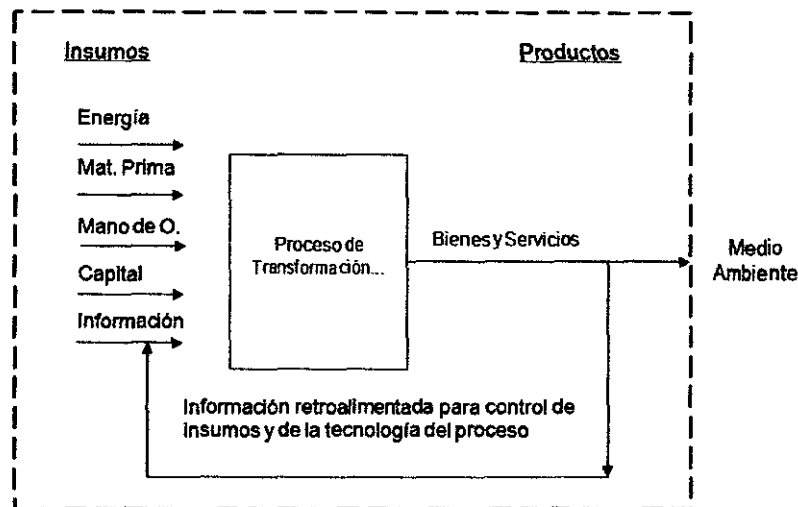 Insumos
Productos
Energía
Mat. Prima
Mano de O.
Capital
Información
Proceso de
Transformación...
Bienes y Servicios
Medio
Ambiente
Información retroalimentada para control de
insumos y de la tecnología del proceso